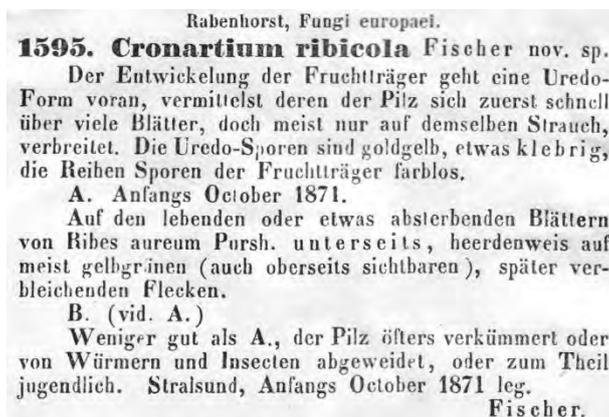 Rabenhorst, Fungi europaei.
1595. Cronartium ribicola Fischer nov. sp.
Der Entwickelung der Fruchtträger geht eine Uredo-
Form voran, vermittelst deren der Pilz sich zuerst schnell
über viele Blätter, doch meist nur auf demselben Strauch,
verbreitet. Die Uredo-Sporen sind goldgelb, etwas klebrig,
die Reihen Sporen der Fruchtträger farblos.
A. Anfangs October 1871.
Auf den lebenden oder etwas absterbenden Blättern
von Ribes aureum Pursh. unterseits, heerdenweis auf
meist gelbgrünen (auch oberseits sichtbaren), später ver-
bleichenden Flecken.
B. (vid. A.)
Weniger gut als A., der Pilz öfters verkümmert oder
von Würmern und Insecten abgeweidet, oder zum Theil
jugendlich. Stralsund, Anfangs October 1871 leg.
Fischer.